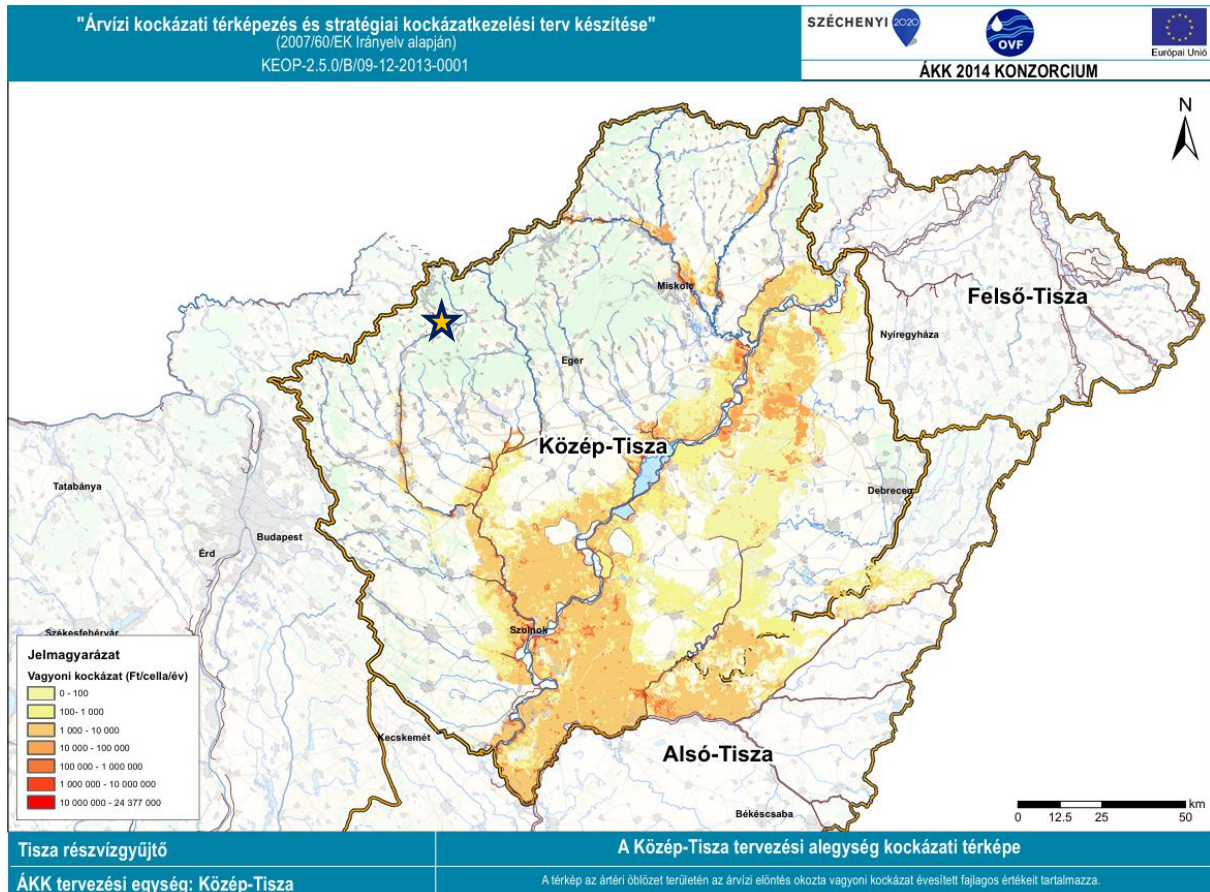 "Árvízi kockázati térképezés és stratégiai kockázatkezelési terv készítése"
(2007/60/EK Irányelv alapján)
KEOP-2.5.0/B/09-12-2013-0001
SZÉCHENYI 2020
OVF
Európai Unió
ÁKK 2014 KONZORCIUM
N
Miskolc
Felső-Tisza
Nyíregyháza
Eger
Közép-Tisza
Tatabánya
Debrecen
Budapest
Érd
Székesfehérvár
Szolnok
Kecskemét
Alsó-Tisza
Békéscsaba
Jelmagyarázat
Vagyoni kockázat (Ft/cella/év)
0 - 100
100- 1 000
1 000 - 10 000
10 000 - 100 000
100 000 - 1 000 000
1 000 000 - 10 000 000
10 000 000 - 24 377 000
km
0 12.5 25 50
Tisza részvízgyűjtő
A Közép-Tisza tervezési alegység kockázati térképe
ÁKK tervezési egység: Közép-Tisza
A térkép az ártéri öblözet területén az árvízi elöntés okozta vagyoni kockázat évesített fajlagos értékeit tartalmazza.